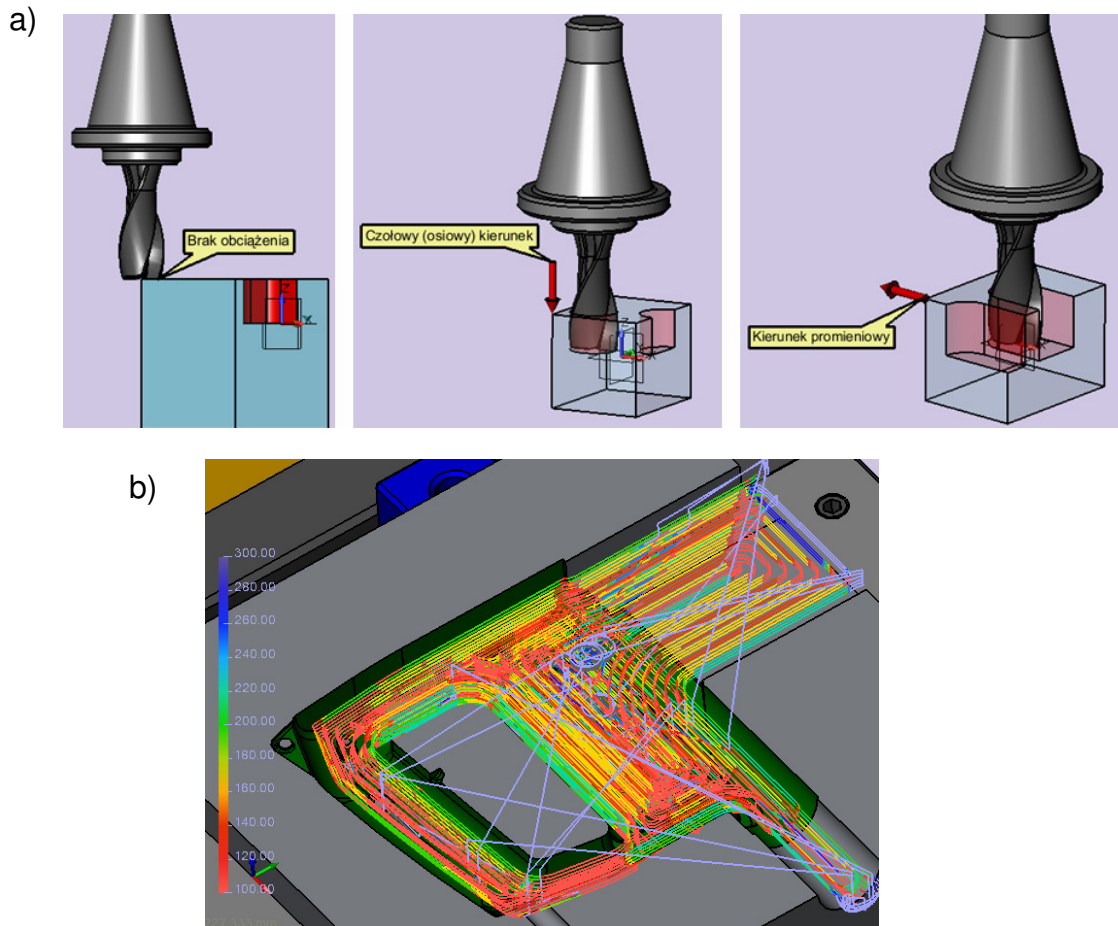 a)
Brak obciążenia
Z
X
Czołowy (osiowy) kierunek
Z
X
Kierunek promieniowy
b)
300.00
280.00
260.00
240.00
220.00
200.00
180.00
160.00
140.00
120.00
100.00